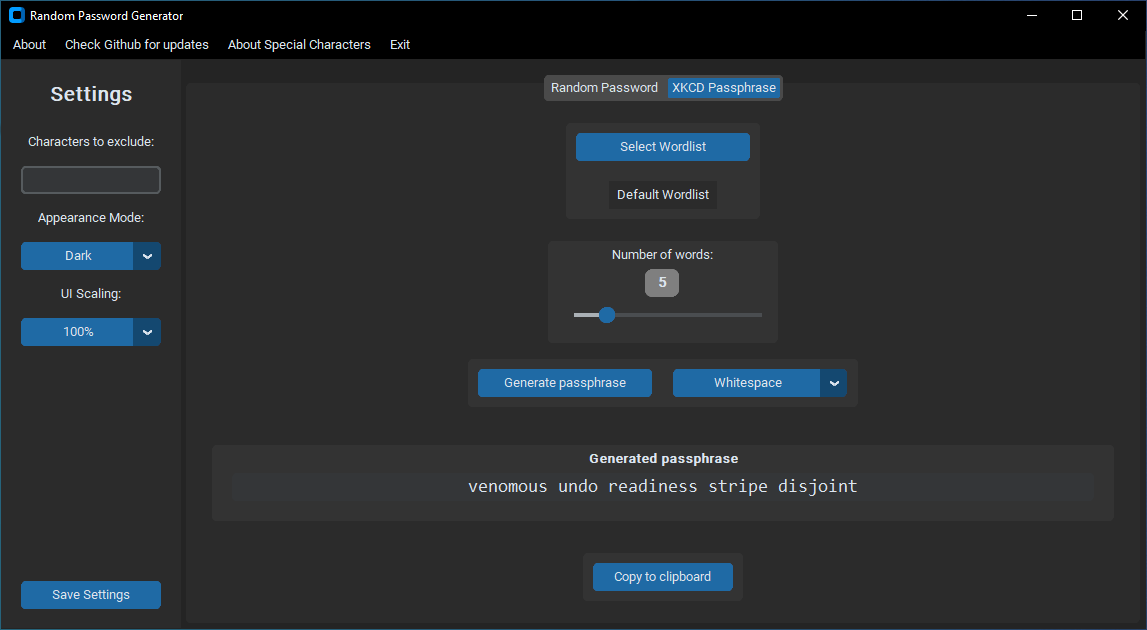 Random Password Generator
About Check Github for updates About Special Characters Exit
Settings
Characters to exclude:
Appearance Mode:
Dark
UI Scaling:
100%
Save Settings
Random Password XKCD Passphrase
Select Wordlist
Default Wordlist
Number of words:
5
Generate passphrase Whitespace
Generated passphrase
venomous undo readiness stripe disjoint
Copy to clipboard